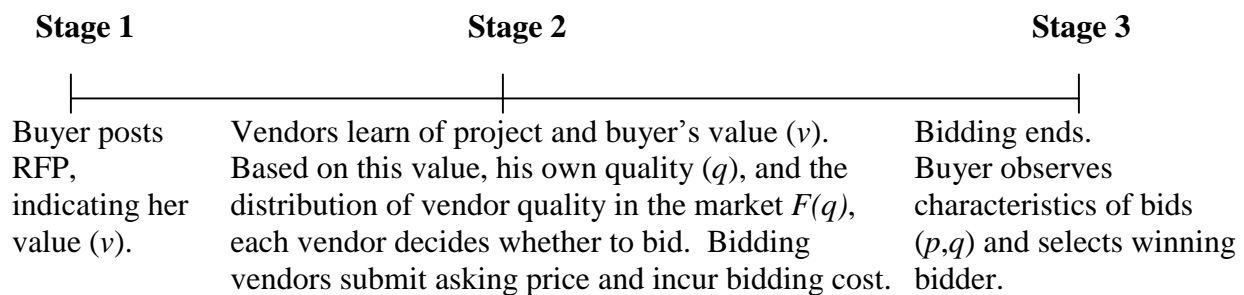 Stage 1
Stage 2
Stage 3
Buyer posts
RFP,
indicating her
value (v).
Vendors learn of project and buyer's value (v).
Based on this value, his own quality (q), and the
distribution of vendor quality in the market F(q),
each vendor decides whether to bid.  Bidding
vendors submit asking price and incur bidding cost.
Bidding ends.
Buyer observes
characteristics of bids
(p,q) and selects winning
bidder.